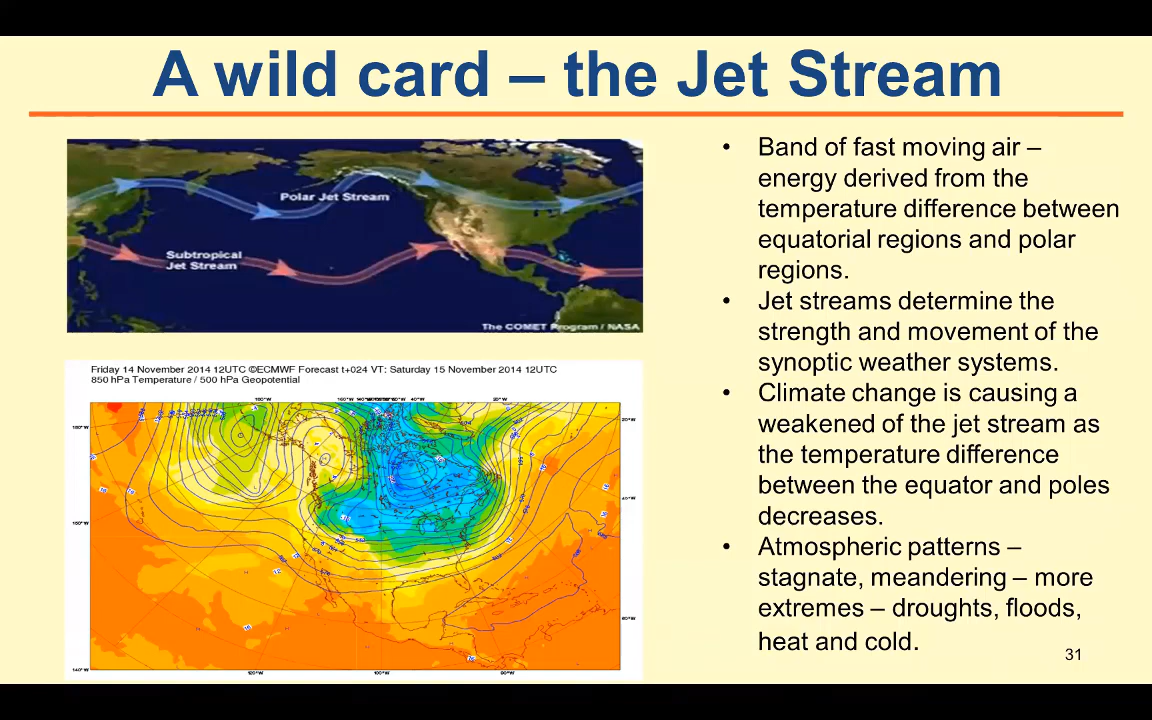 A wild card – the Jet Stream
Polar Jet Stream
Subtropical
Jet Stream
The COMET Program / NASA
Friday 14 November 2014 12UTC ©ECMWF Forecast t+024 VT: Saturday 15 November 2014 12UTC
850 hPa Temperature / 500 hPa Geopotential
• Band of fast moving air –
energy derived from the
temperature difference between
equatorial regions and polar
regions.
• Jet streams determine the
strength and movement of the
synoptic weather systems.
• Climate change is causing a
weakened of the jet stream as
the temperature difference
between the equator and poles
decreases.
• Atmospheric patterns –
stagnate, meandering – more
extremes – droughts, floods,
heat and cold.
31